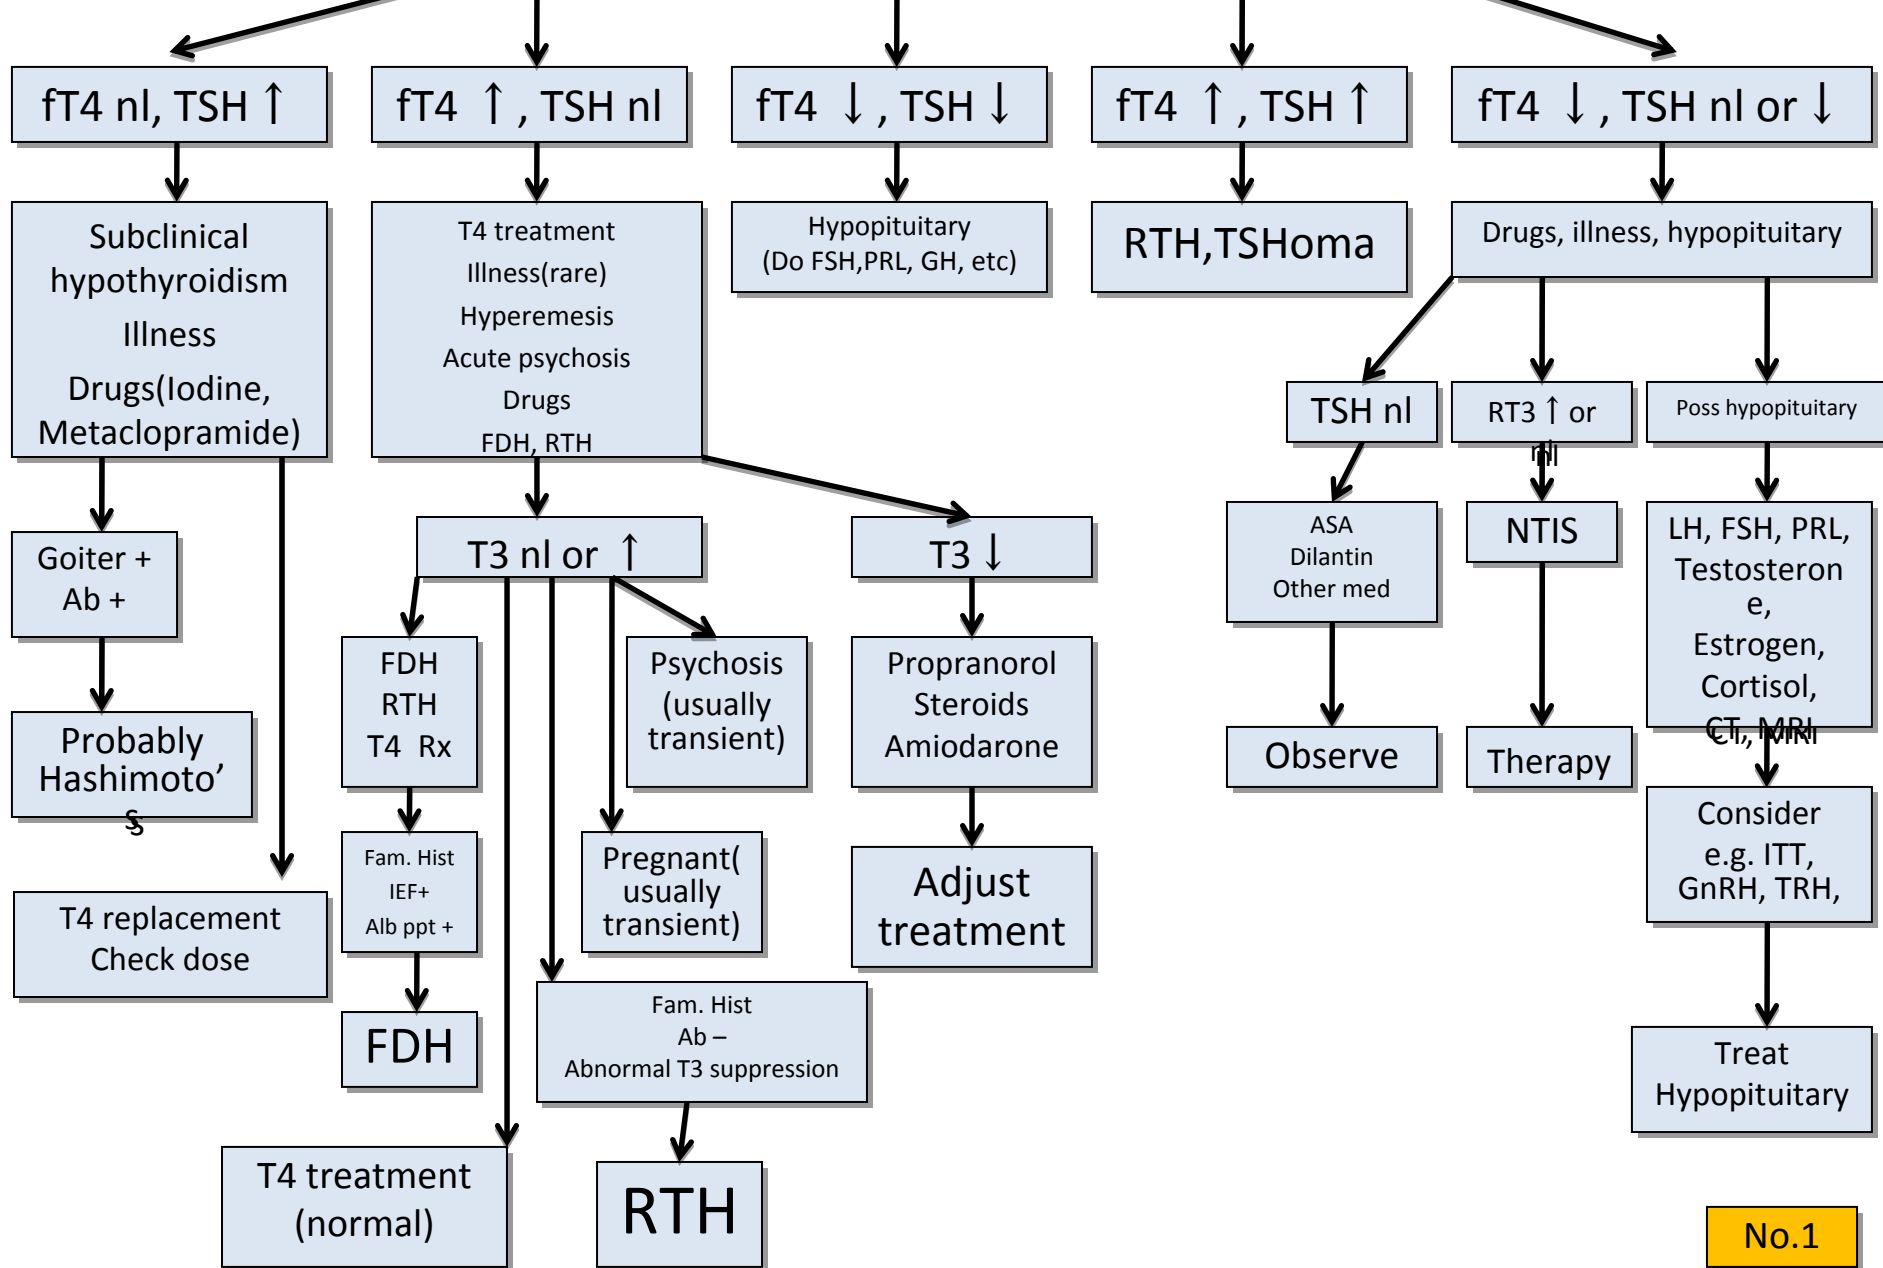 fT4 nl, TSH ↑
fT4 ↑ , TSH nl
fT4 ↓ , TSH ↓
fT4 ↑ , TSH ↑
fT4 ↓ , TSH nl or ↓
Subclinical
hypothyroidism
Illness
Drugs(Iodine,
Metaclopramide)
T4 treatment
Illness(rare)
Hyperemesis
Acute psychosis
Drugs
FDH, RTH
Hypopituitary
(Do FSH,PRL, GH, etc)
RTH,TSHoma
Drugs, illness, hypopituitary
TSH nl
RT3 ↑ or
nl
Poss hypopituitary
Goiter +
Ab +
T3 nl or ↑
T3 ↓
ASA
Dilantin
Other med
NTIS
LH, FSH, PRL,
Testosteron
e,
Estrogen,
Cortisol,
CT, MRI
Probably
Hashimoto’
s
FDH
RTH
T4 Rx
Psychosis
(usually
transient)
Propranorol
Steroids
Amiodarone
Observe
Therapy
Consider
e.g. ITT,
GnRH, TRH,
T4 replacement
Check dose
Fam. Hist
IEF+
Alb ppt +
Pregnant(
usually
transient)
Adjust
treatment
FDH
Fam. Hist
Ab –
Abnormal T3 suppression
Treat
Hypopituitary
T4 treatment
(normal)
RTH
No.1